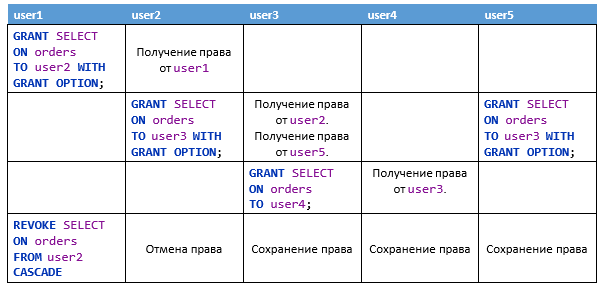 user1 user2 user3 user4 user5
GRANT SELECT
ON orders
TO user2 WITH
GRANT OPTION;
Получение права
от user1
GRANT SELECT
ON orders
TO user3 WITH
GRANT OPTION;
Получение права
от user2.
Получение права
от user5.
GRANT SELECT
ON orders
TO user3 WITH
GRANT OPTION;
GRANT SELECT
ON orders
TO user4;
Получение права
от user3.
REVOKE SELECT
ON orders
FROM user2
CASCADE
Отмена права
Сохранение права
Сохранение права
Сохранение права